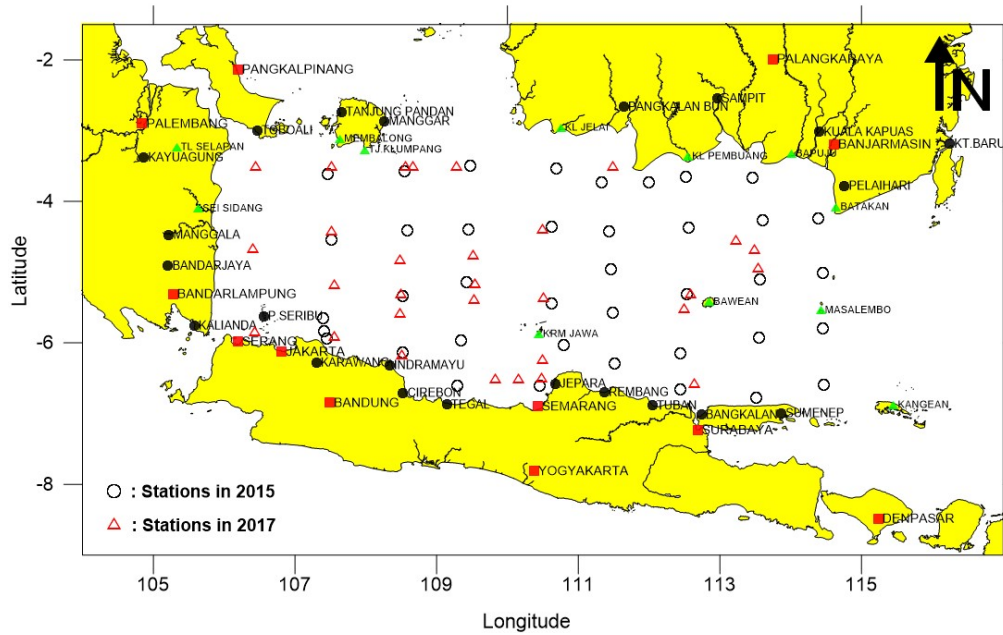 -2
-4
-6
-8
Latitude
PANGKALPINANG
PALANGKARAYA
N
TANJUNG PANDAN
MANGGAR
PANGKALAN BUN
SAMPIT
PALEMBANG
TOBOALI
MEMBALONG
TJ.KLUMPANG
KL JELAI
KUALA KAPUAS
BANJARMASIN
KT.BARU
TL SELAPAN
KAYUAGUNG
KL PEMBUANG
BAPUJU
PELAIHARI
SEI SIDANG
BATAKAN
MANGGALA
BANDARJAYA
BANDARLAMPUNG
BAWEAN
MASALEMBO
P.SERIBU
KALIANDA
KRM JAWA
SERANG
JAKARTA
KARAWANG
INDRAMAYU
CIREBON
TEGAL
BANDUNG
JEPARA
REMBANG
SEMARANG
TUBAN
BANGKALAN
SUMENEP
KANGEAN
SURABAYA
YOGYAKARTA
DENPASAR
: Stations in 2015
: Stations in 2017
105 107 109 111 113 115
Longitude